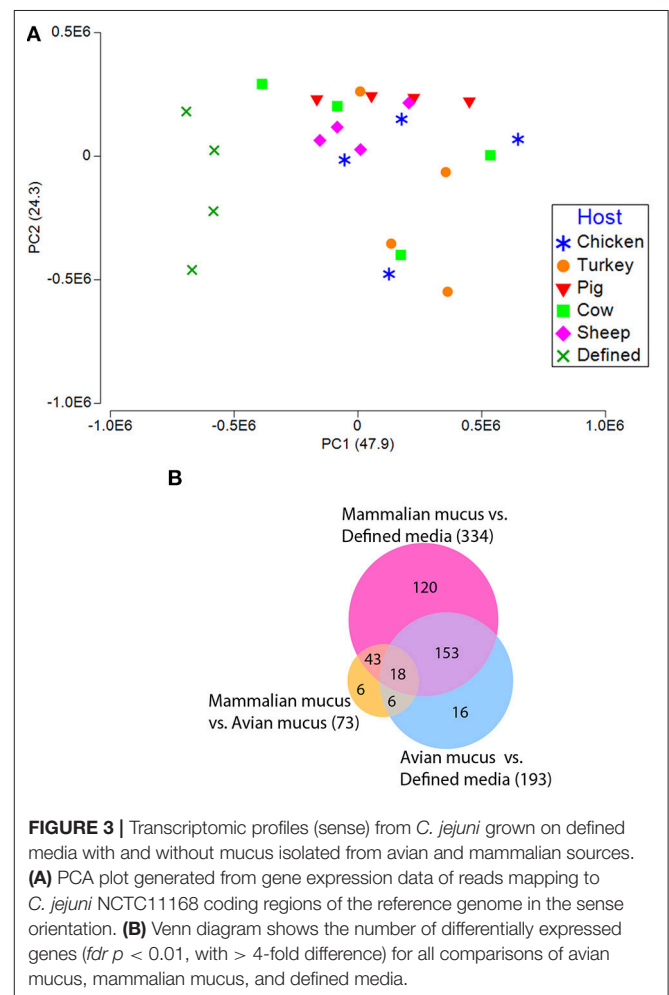 A
0.5E6
0
-0.5E6
-1.0E6
PC2 (24.3)
-1.0E6 -0.5E6 0 0.5E6 1.0E6
PC1 (47.9)
Host
Chicken
Turkey
Pig
Cow
Sheep
Defined
B
Mammalian mucus vs.
Defined media (334)
120
43
153
18
6
6
16
Mammalian mucus
vs. Avian mucus (73)
Avian mucus vs.
Defined media (193)
FIGURE 3 | Transcriptomic profiles (sense) from C. jejuni grown on defined
media with and without mucus isolated from avian and mammalian sources.
(A) PCA plot generated from gene expression data of reads mapping to
C. jejuni NCTC11168 coding regions of the reference genome in the sense
orientation. (B) Venn diagram shows the number of differentially expressed
genes (fdr p < 0.01, with > 4-fold difference) for all comparisons of avian
mucus, mammalian mucus, and defined media.